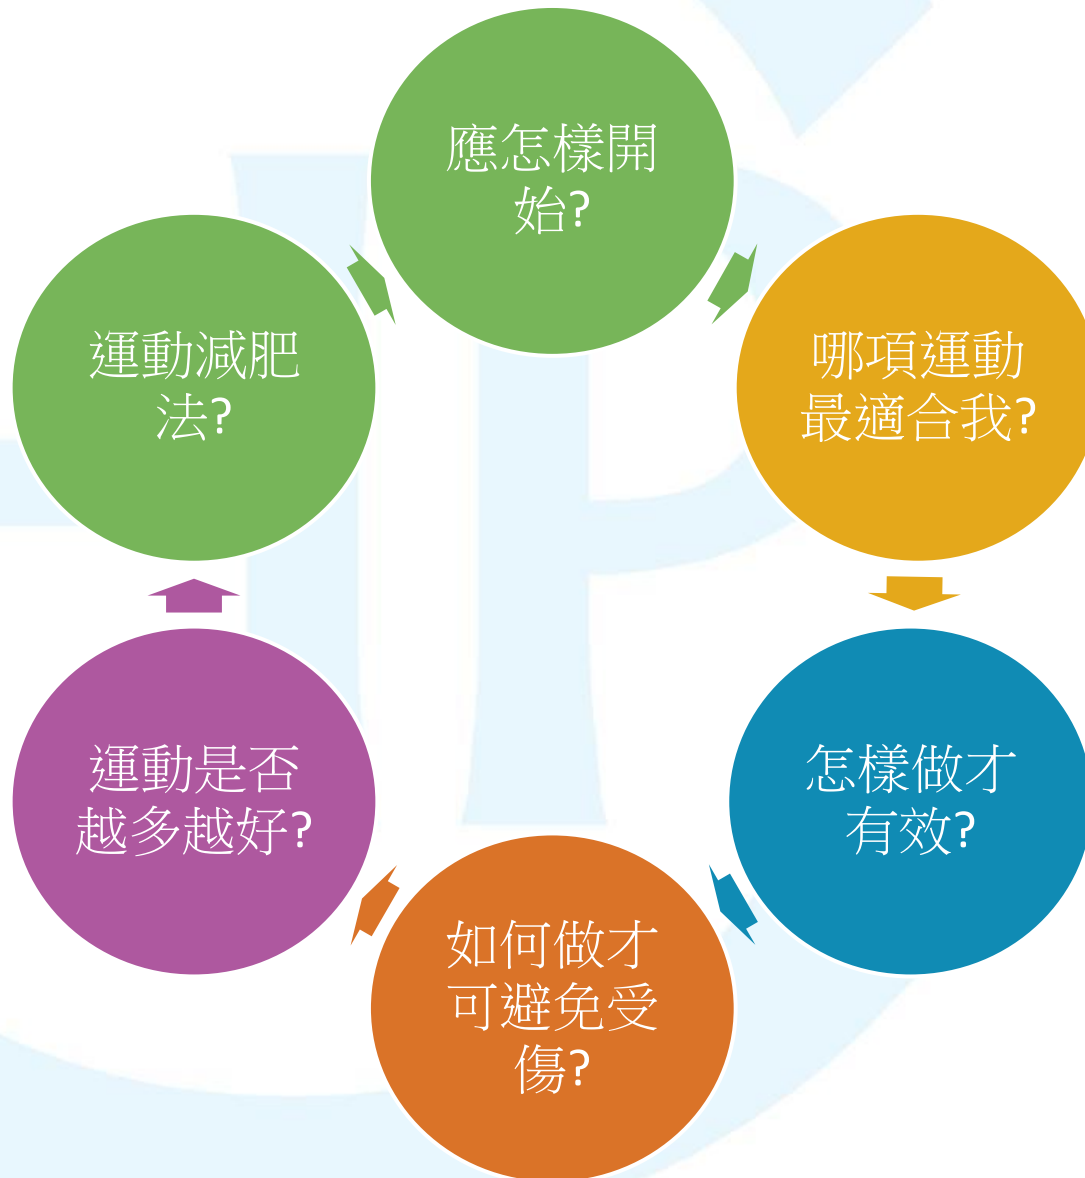 應怎樣開
始?
哪項運動
最適合我?
怎樣做才
有效?
如何做才
可避免受
傷?
運動是否
越多越好?
運動減肥
法?